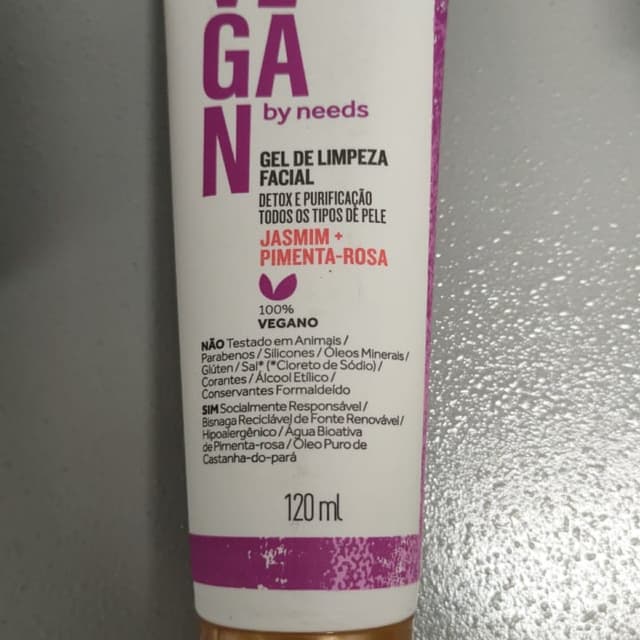 GA
by needs
N
GEL DE LIMPEZA
FACIAL
DETOX E PURIFICAÇÃO
TODOS OS TIPOS DE PELE
JASMIM +
PIMENTA-ROSA
100%
VEGANO
NÃO Testado em Animais /
Parabenos / Silicones / Óleos Minerais /
Glúten / Sal* (*Cloreto de Sódio) /
Corantes / Álcool Etílico /
Conservantes Formaldeído
SIM Socialmente Responsável /
Bisnaga Reciclável de Fonte Renovável /
Hipoalergênico / Água Bioativa
de Pimenta-rosa / Óleo Puro de
Castanha-do-pará
120 ml